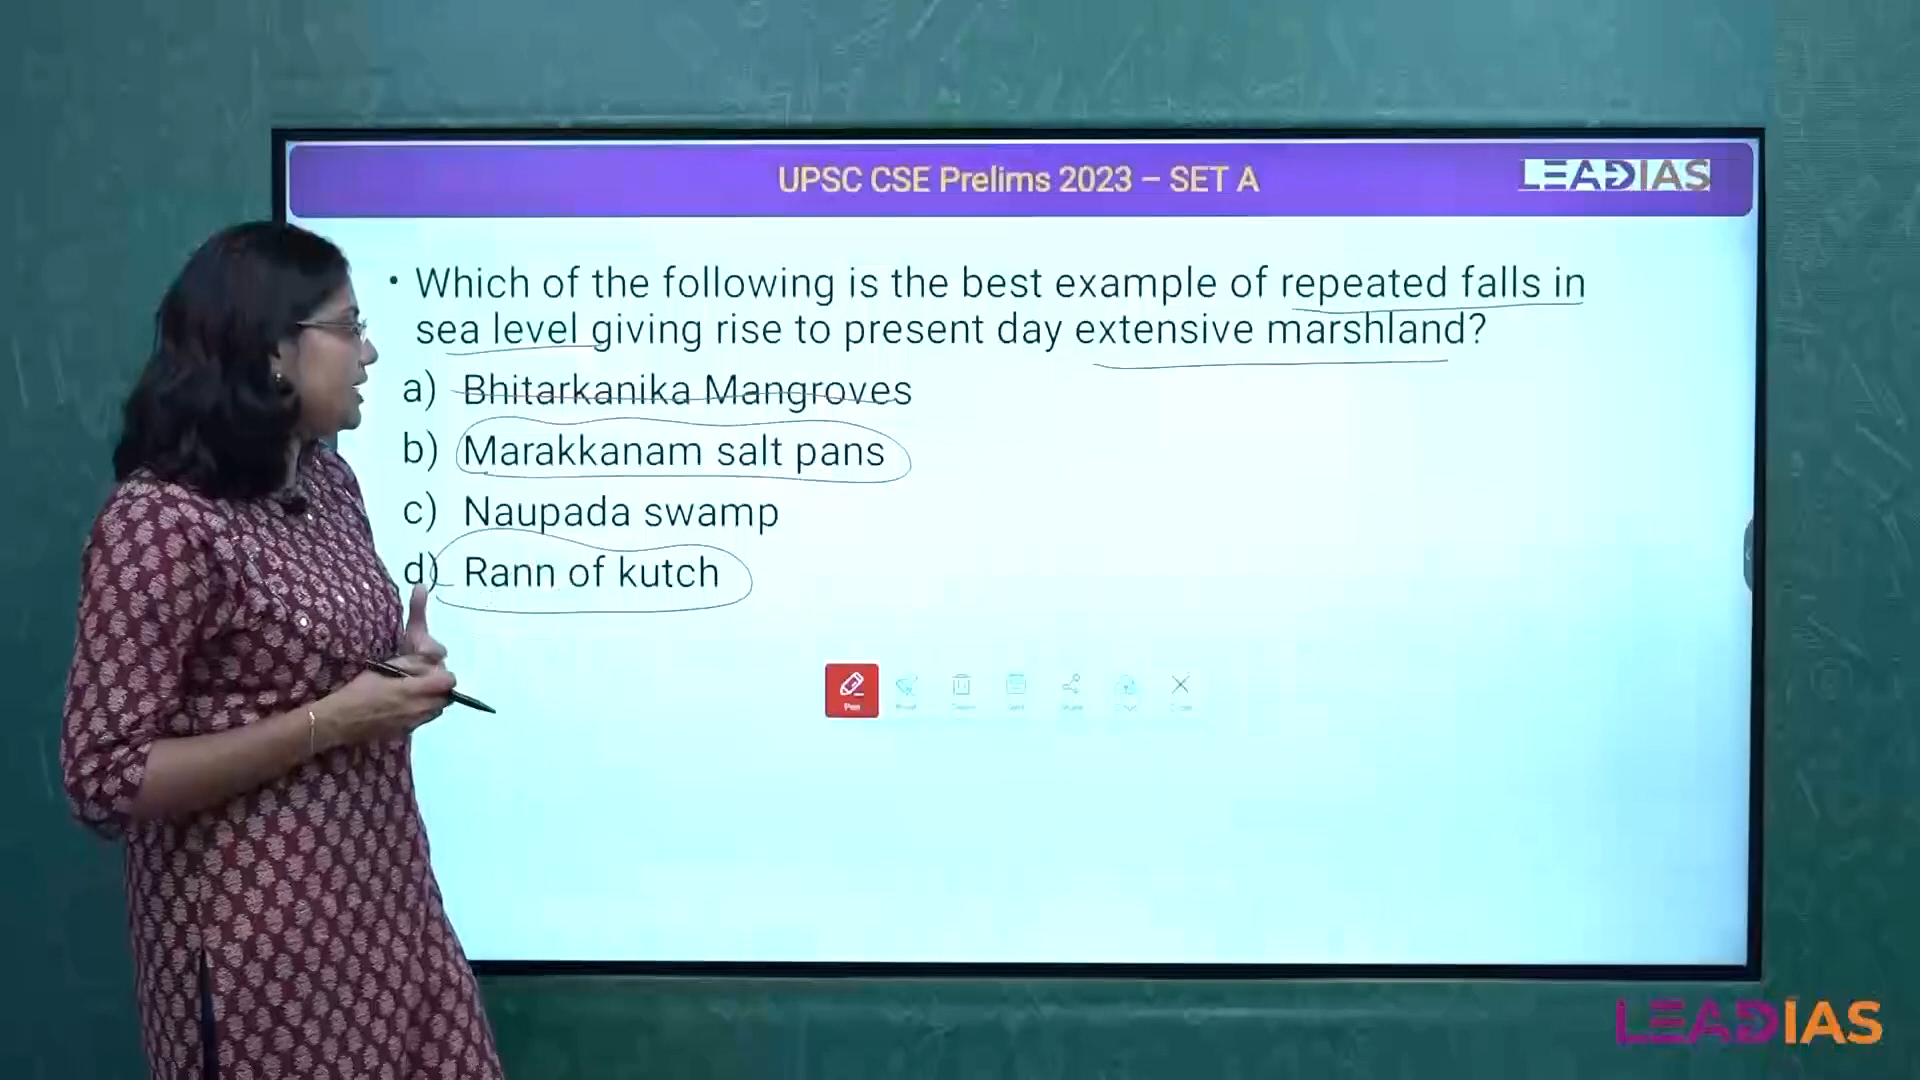 UPSC CSE Prelims 2023 – SET A
LEADIAS
• Which of the following is the best example of repeated falls in
sea level giving rise to present day extensive marshland?
a) Bhitarkanika Mangroves
b) Marakkanam salt pans
c) Naupada swamp
d) Rann of kutch
Pen
LEADIAS